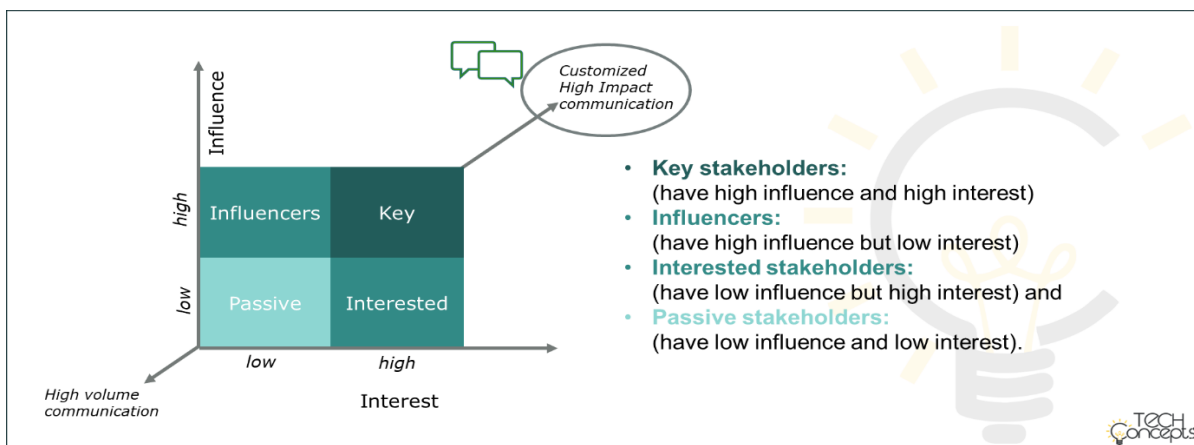 Customized
High Impact
communication
Influence
high
low
Influencers
Key
Passive
Interested
low
high
Interest
High volume
communication
• Key stakeholders:
(have high influence and high interest)
• Influencers:
(have high influence but low interest)
• Interested stakeholders:
(have low influence but high interest) and
• Passive stakeholders:
(have low influence and low interest).
TECH
Concepts